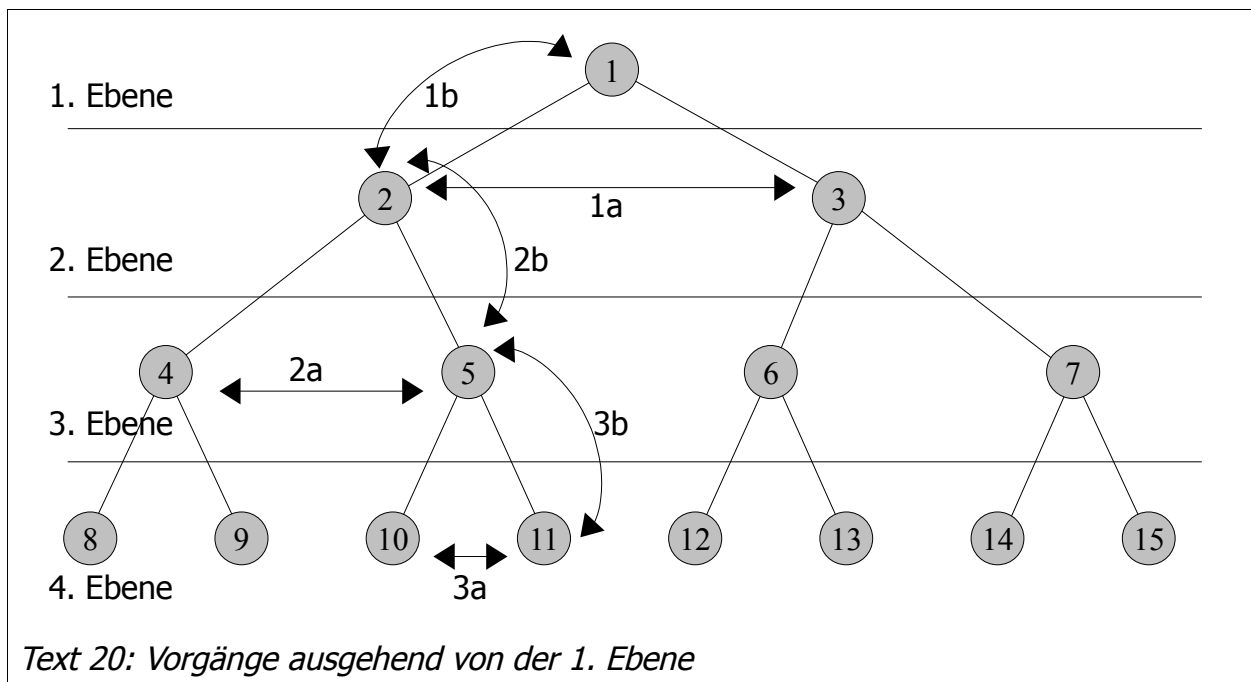 1
1b
1. Ebene
2
3
1a
2. Ebene
2b
4
2a
5
6
7
3. Ebene
3b
8
9
10
11
12
13
14
15
3a
4. Ebene
Text 20: Vorgänge ausgehend von der 1. Ebene